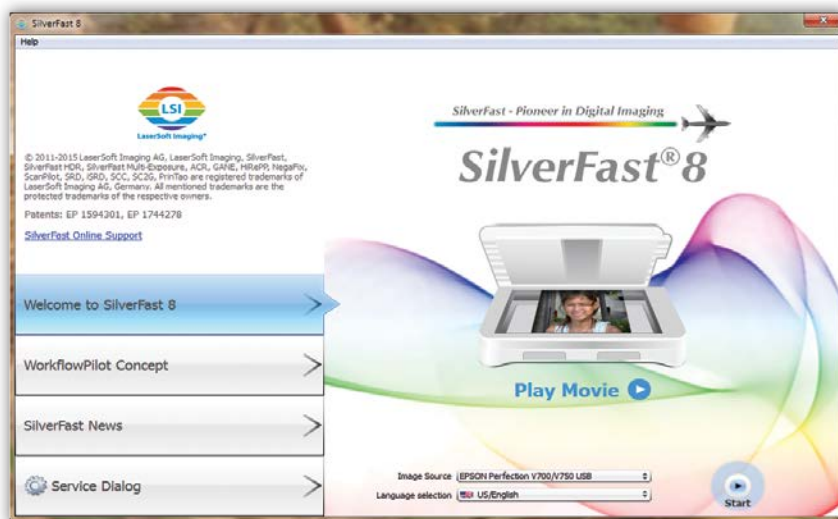 SilverFast 8
Help
LSI
LaserSoft Imaging®
© 2011-2015 LaserSoft Imaging AG, LaserSoft Imaging, SilverFast,
SilverFast HDR, SilverFast Multi-Exposure, ACR, GANE, HiRePP, NegaFix,
ScanPilot, SRD, iSRD, SCC, SC2G, PrinTao are registered trademarks of
LaserSoft Imaging AG, Germany. All mentioned trademarks are the
protected trademarks of the respective owners.
Patents: EP 1594301, EP 1744278
SilverFast Online Support
Welcome to SilverFast 8
WorkflowPilot Concept
SilverFast News
Service Dialog
SilverFast - Pioneer in Digital Imaging
SilverFast®8
Play Movie
Image Source EPSON Perfection V700/V750 USB
Language selection US/English
Start